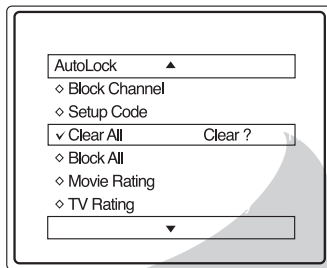 AutoLock ▲
◇ Block Channel
◇ Setup Code
✓ Clear All Clear ?
◇ Block All
◇ Movie Rating
◇ TV Rating
▼